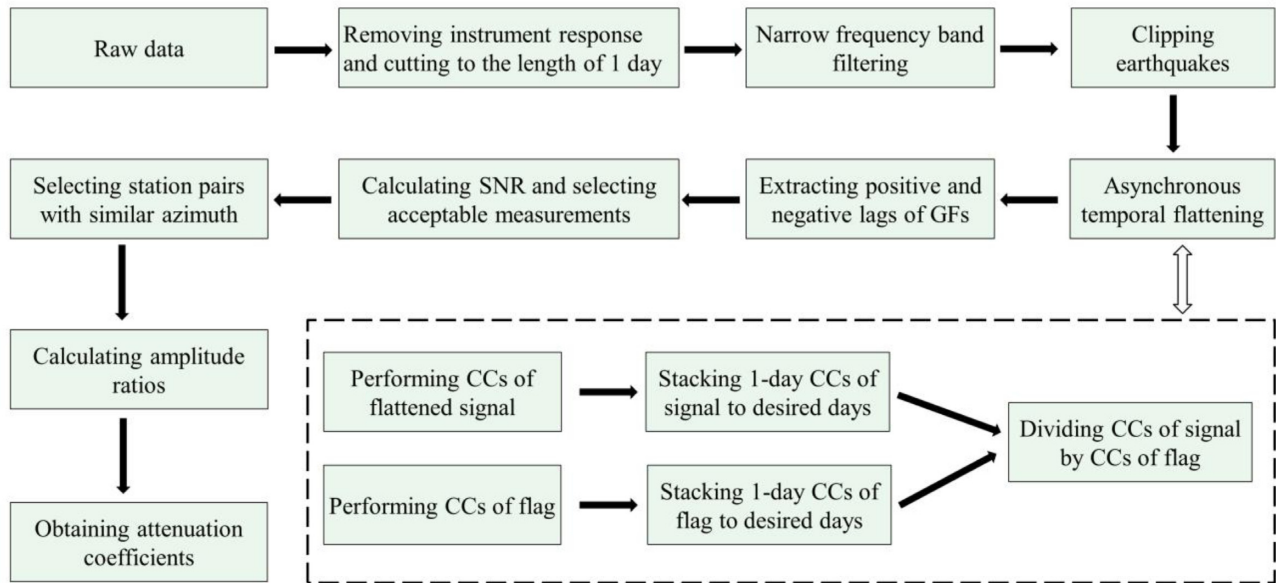 Raw data
Removing instrument response
and cutting to the length of 1 day
Narrow frequency band
filtering
Clipping
earthquakes
Asynchronous
temporal flattening
Extracting positive and
negative lags of GFs
Calculating SNR and selecting
acceptable measurements
Selecting station pairs
with similar azimuth
Calculating amplitude
ratios
Obtaining attenuation
coefficients
Performing CCs of
flattened signal
Stacking 1-day CCs of
signal to desired days
Performing CCs of flag
Stacking 1-day CCs of
flag to desired days
Dividing CCs of signal
by CCs of flag